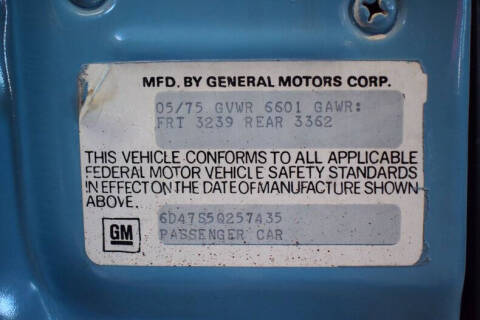 MFD. BY GENERAL MOTORS CORP.
05/75 GVWR 6601 GAWR:
FRT 3239 REAR 3362
THIS VEHICLE CONFORMS TO ALL APPLICABLE
FEDERAL MOTOR VEHICLE SAFETY STANDARDS
IN EFFECT ON THE DATE OF MANUFACTURE SHOWN
ABOVE.
6D47S5Q257435
PASSENGER CAR
GM